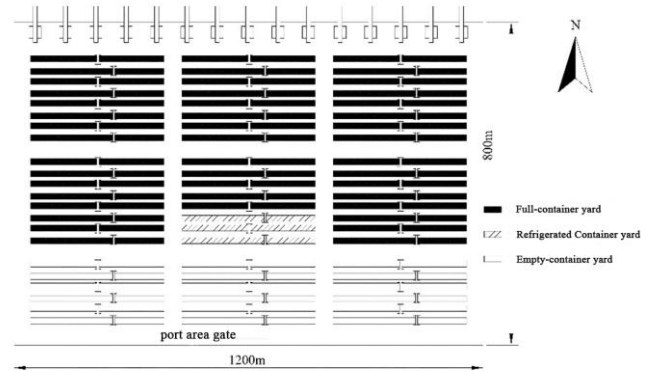 N
800m
Full-container yard
Refrigerated Container yard
Empty-container yard
port area gate
1200m